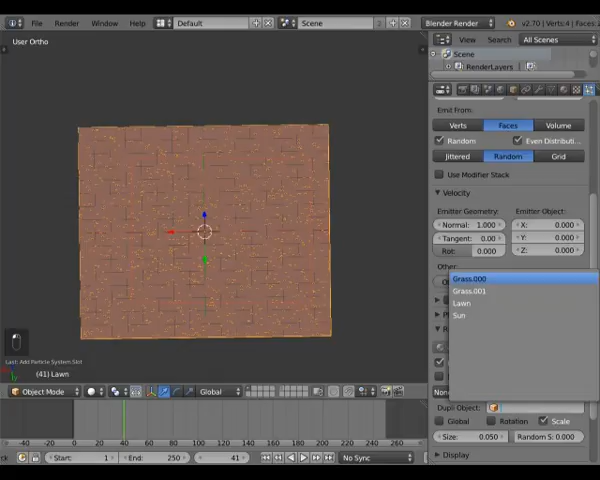 File Render Window Help Default Scene Blender Render v2.70 | Verts:4 | Faces:
User Ortho
View Search All Scenes
Scene
RenderLayers
Emit From:
Verts Faces Volume
Random Even Distributi...
Jittered Random Grid
Use Modifier Stack
Velocity
Emitter Geometry: Emitter Object:
Normal: 1.000 X: 0.000
Tangent: 0.00 Y: 0.000
Rot: 0.000 Z: 0.000
Other:
Grass.000
Grass.001
Lawn
Sun
Last: Add Particle System Slot
(41) Lawn
Object Mode Global
Dupli Object:
Global Rotation Scale
Size: 0.050 Random S: 0.000
Display
-40 -20 0 20 40 60 80 100 120 140 160 180 200 220 240 260
Start: 1 End: 250 41 No Sync